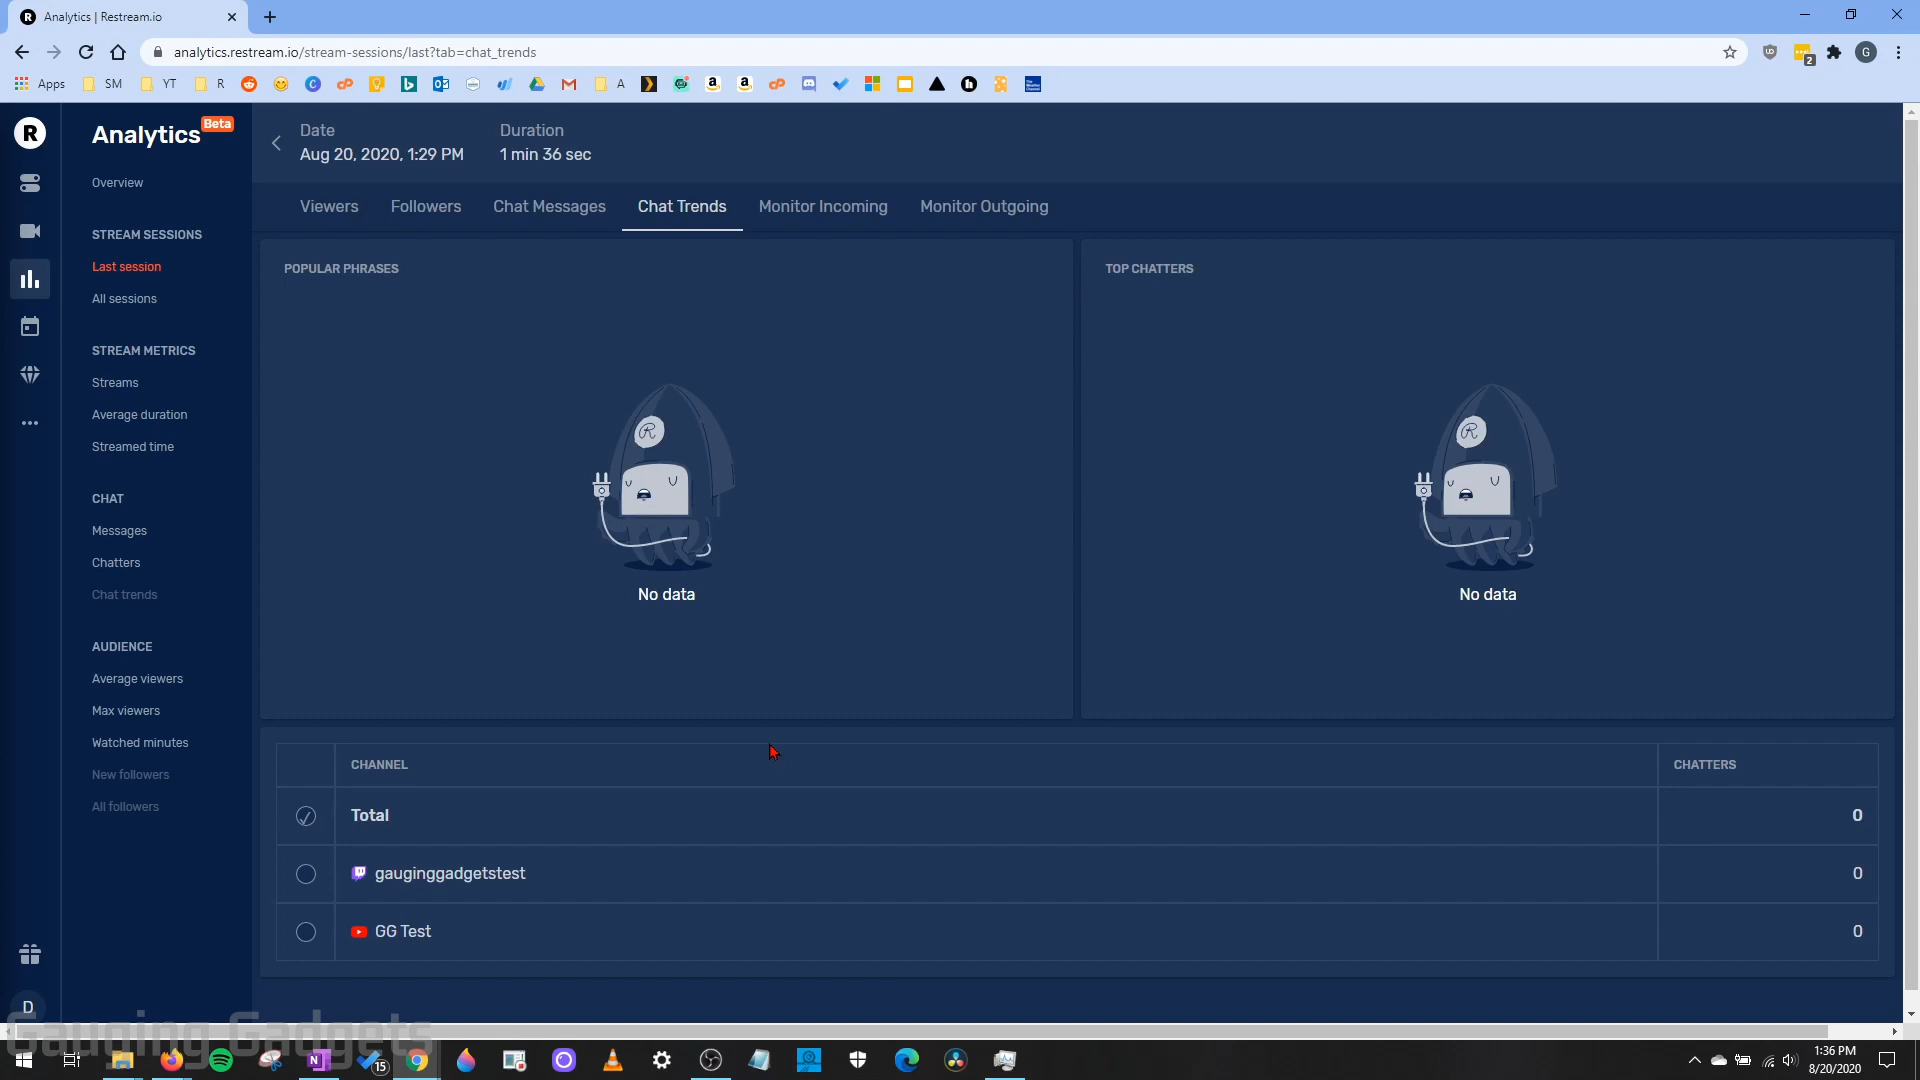 Analytics | Restream.io
analytics.restream.io/stream-sessions/last?tab=chat_trends
Apps SM YT R A
2
G
R
Analytics Beta
Overview
STREAM SESSIONS
Last session
All sessions
STREAM METRICS
Streams
Average duration
Streamed time
CHAT
Messages
Chatters
Chat trends
AUDIENCE
Average viewers
Max viewers
Watched minutes
New followers
All followers
D
Date
Aug 20, 2020, 1:29 PM
Duration
1 min 36 sec
Viewers Followers Chat Messages Chat Trends Monitor Incoming Monitor Outgoing
POPULAR PHRASES
R
No data
TOP CHATTERS
R
No data
CHANNEL CHATTERS
Total 0
gauginggadgetstest 0
GG Test 0
Gauging Gadgets
15
1:36 PM
8/20/2020